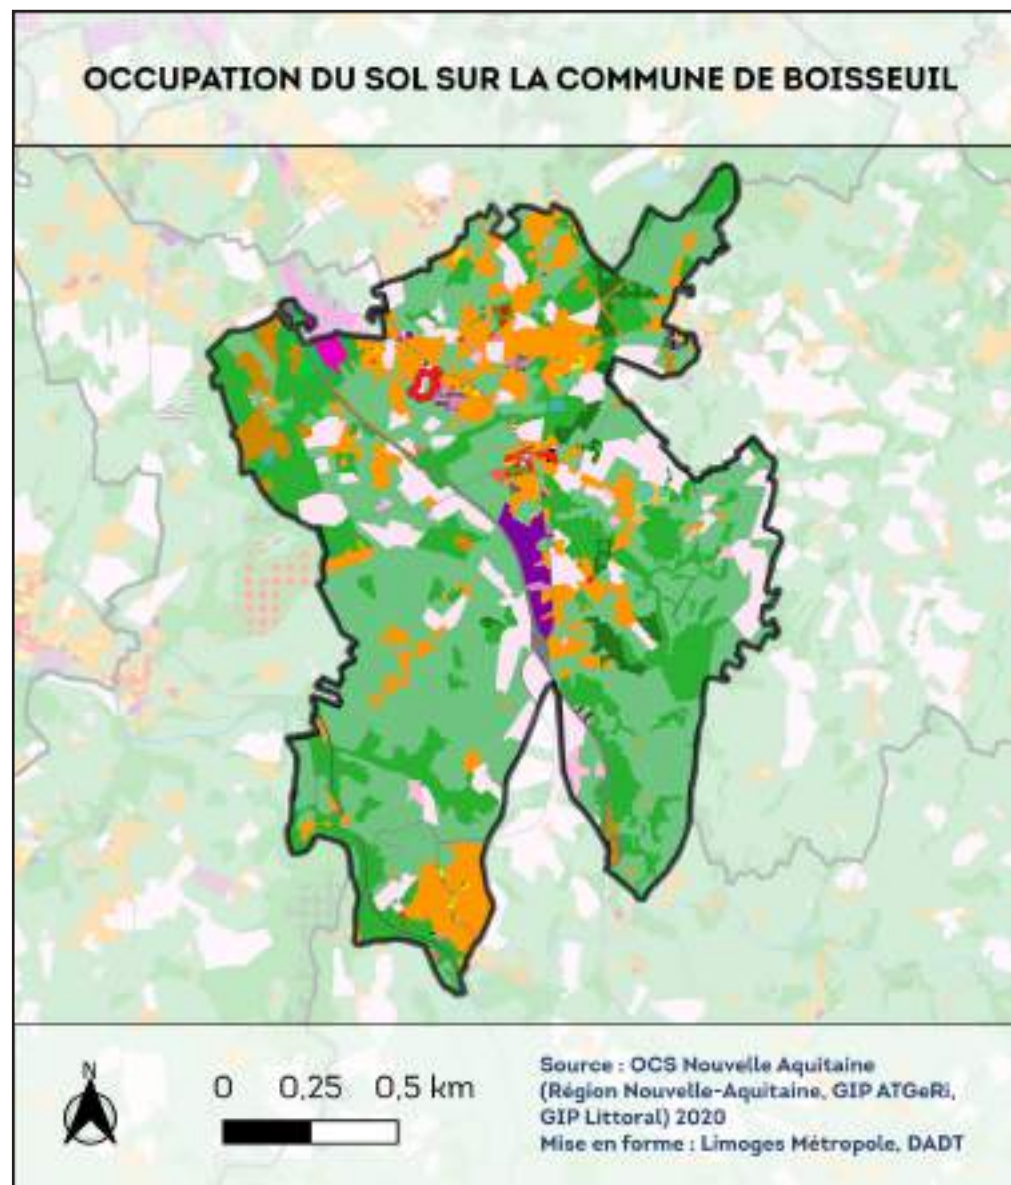 OCCUPATION DU SOL SUR LA COMMUNE DE BOISSEUIL
N
0 0,25 0,5 km
Source : OCS Nouvelle Aquitaine
(Région Nouvelle-Aquitaine, GIP ATGeRi,
GIP Littoral) 2020
Mise en forme : Limoges Métropole, DADT